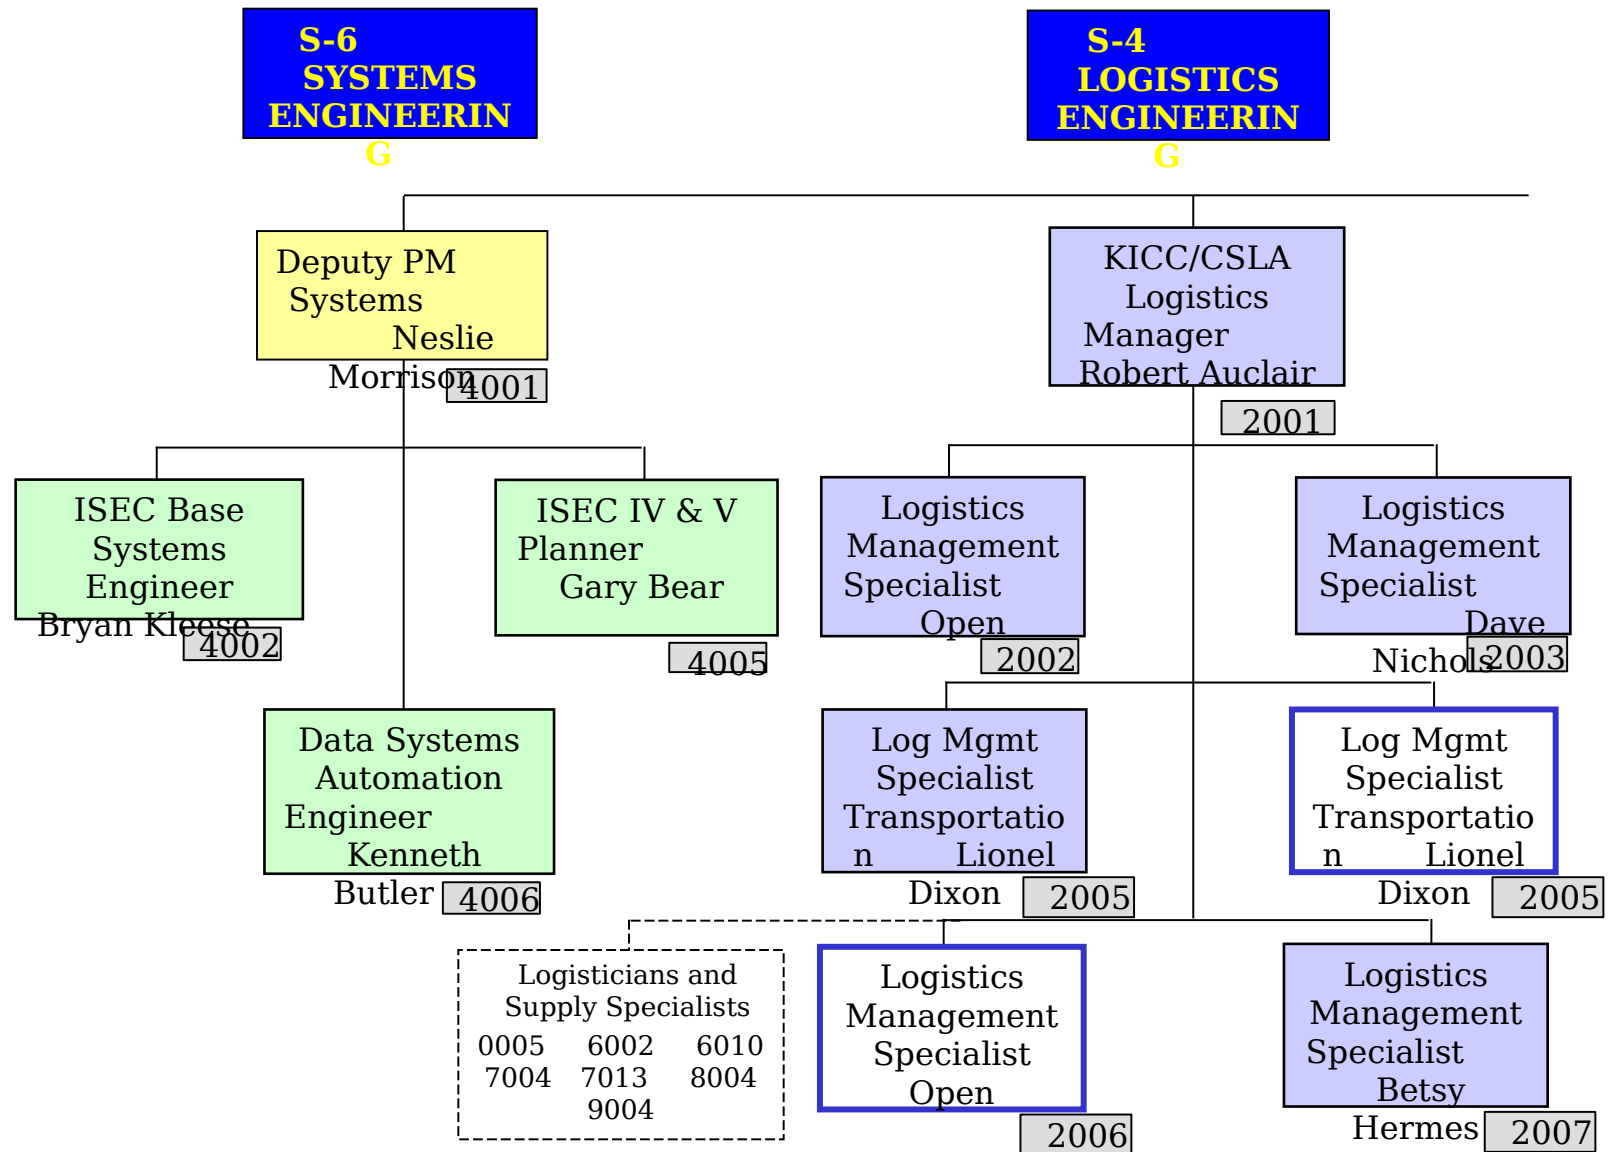 S-6
SYSTEMS
ENGINEERIN
G
S-4
LOGISTICS
ENGINEERIN
G
Deputy PM
Systems
Neslie
Morrison
4001
KICC/CSLA
Logistics
Manager
Robert Auclair
2001
ISEC Base
Systems
Engineer
Bryan Kleese
4002
ISEC IV & V
Planner
Gary Bear
4005
Logistics
Management
Specialist
Open
2002
Logistics
Management
Specialist
Dave
Nichols
2003
Data Systems
Automation
Engineer
Kenneth
Butler
4006
Log Mgmt
Specialist
Transportatio
n Lionel
Dixon
2005
Log Mgmt
Specialist
Transportatio
n Lionel
Dixon
2005
Logisticians and
Supply Specialists
0005 6002 6010
7004 7013 8004
9004
Logistics
Management
Specialist
Open
2006
Logistics
Management
Specialist
Betsy
Hermes
2007